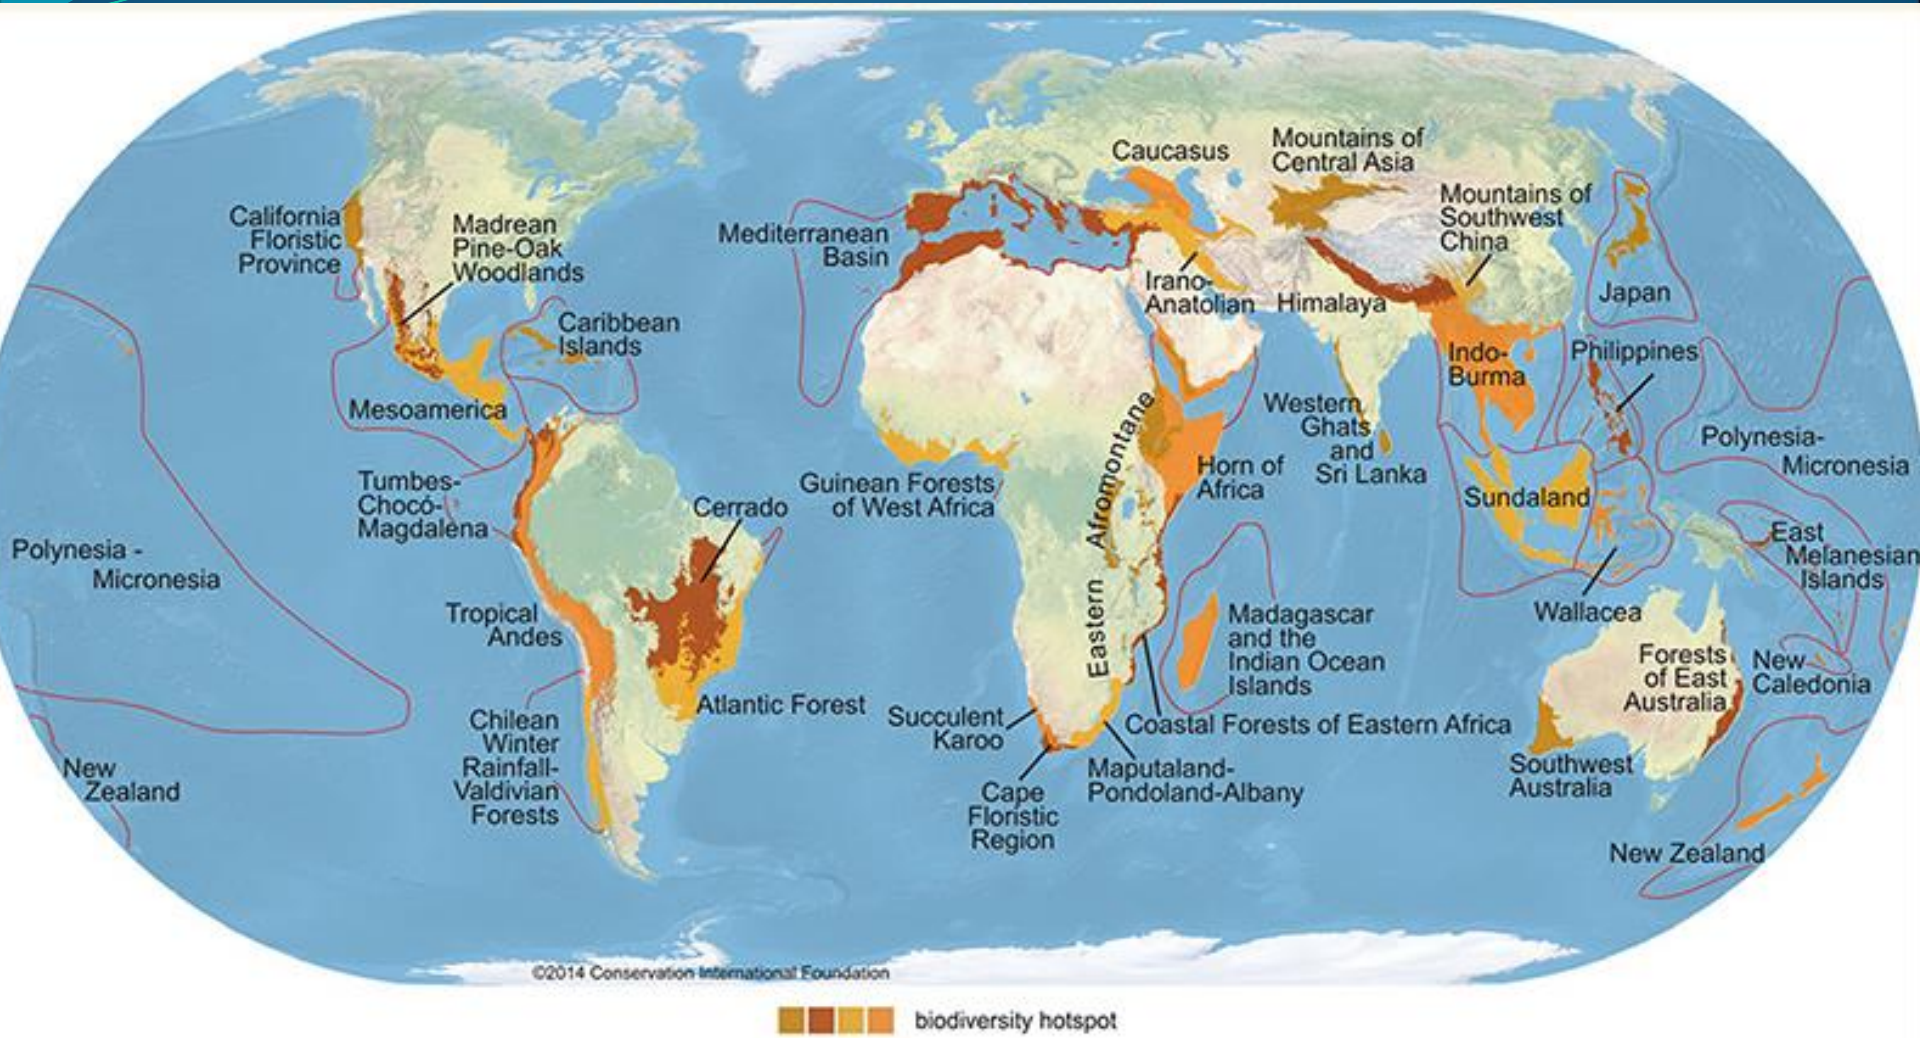 Caucasus
Mountains of
Central Asia
Mountains of
Southwest
China
California
Floristic
Province
Madrean
Pine-Oak
Woodlands
Mediterranean
Basin
Irano-
Anatolian
Himalaya
Japan
Caribbean
Islands
Indo-
Burma
Philippines
Mesoamerica
Western
Ghats
and
Sri Lanka
Polynesia-
Micronesia
Tumbes-
Chocó-
Magdalena
Cerrado
Guinean Forests
of West Africa
Eastern Afromontane
Horn of
Africa
Sundaland
East
Melanesian
Islands
Polynesia -
Micronesia
Wallacea
Tropical
Andes
Madagascar
and the
Indian Ocean
Islands
Forests
of East
Australia
New
Caledonia
Atlantic Forest
Chilean
Winter
Rainfall-
Valdivian
Forests
Succulent
Karoo
Coastal Forests of Eastern Africa
New
Zealand
Cape
Floristic
Region
Maputaland-
Pondoland-Albany
Southwest
Australia
New Zealand
©2014 Conservation International Foundation
biodiversity hotspot